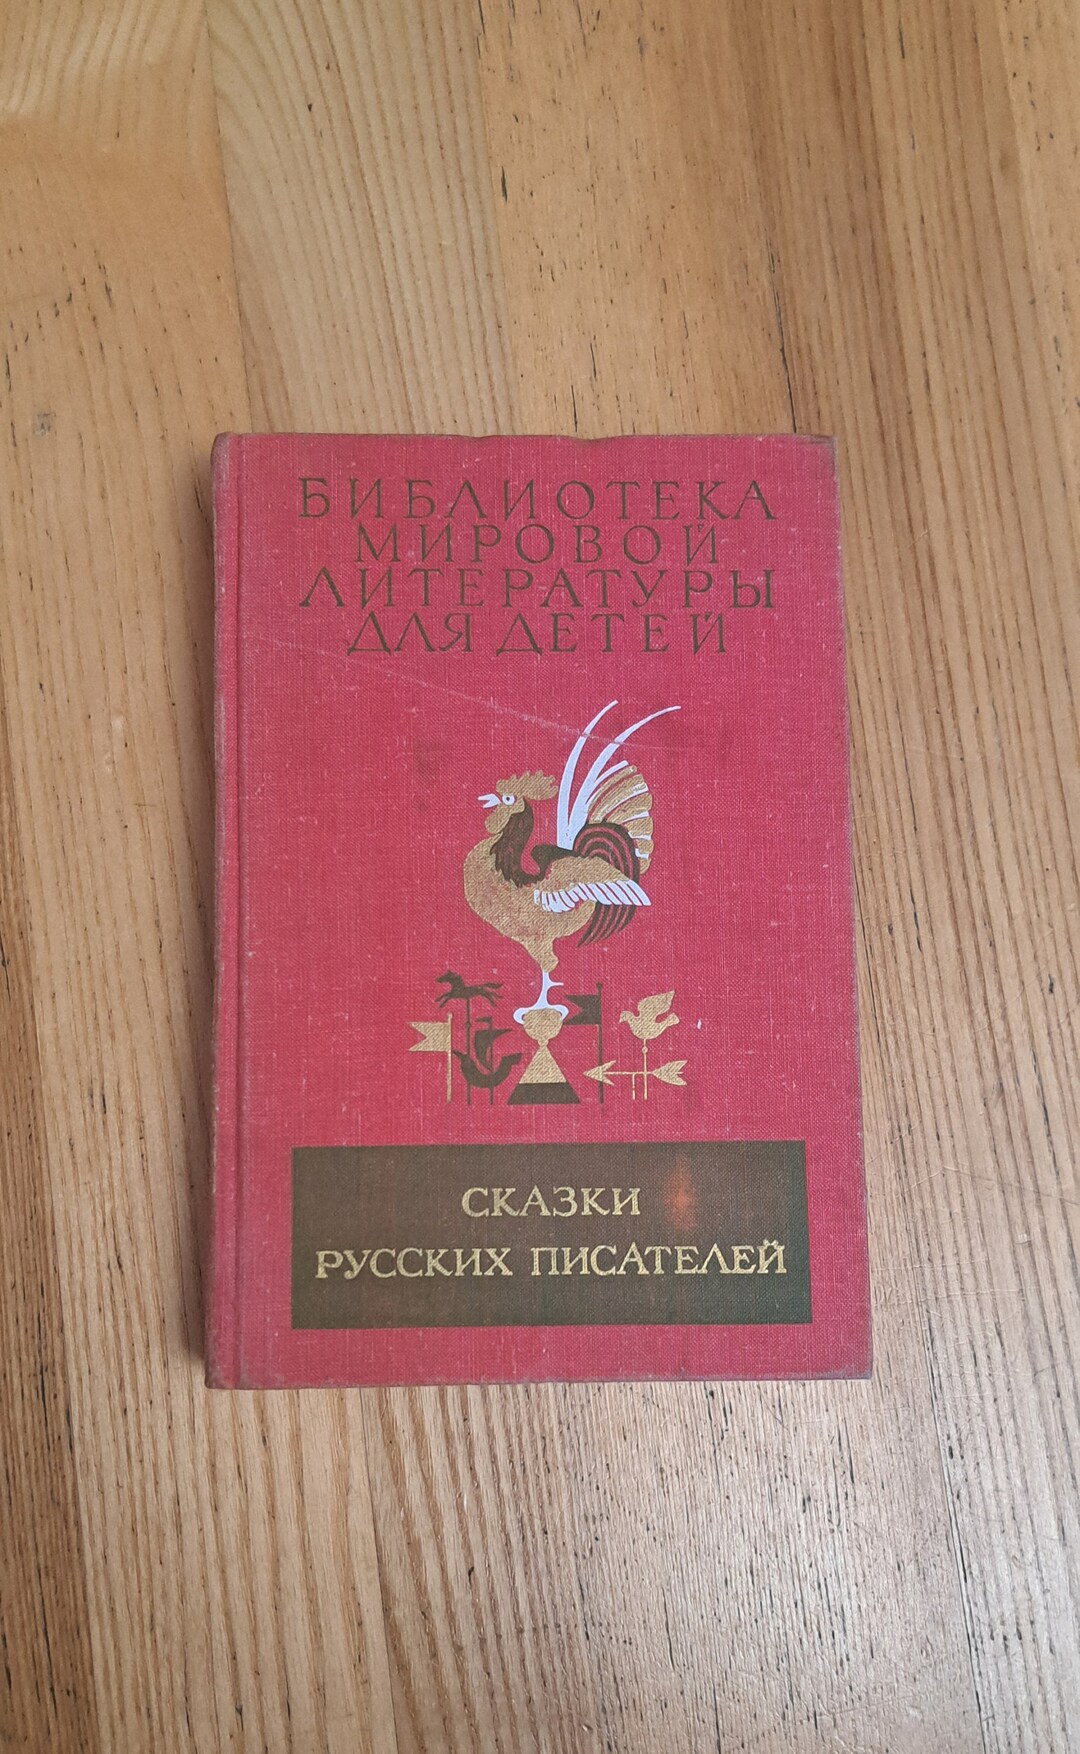 БИБЛИОТЕКА
МИРОВОЙ
ЛИТЕРАТУРЫ
ДЛЯ ДЕТЕЙ
СКАЗКИ
РУССКИХ ПИСАТЕЛЕЙ